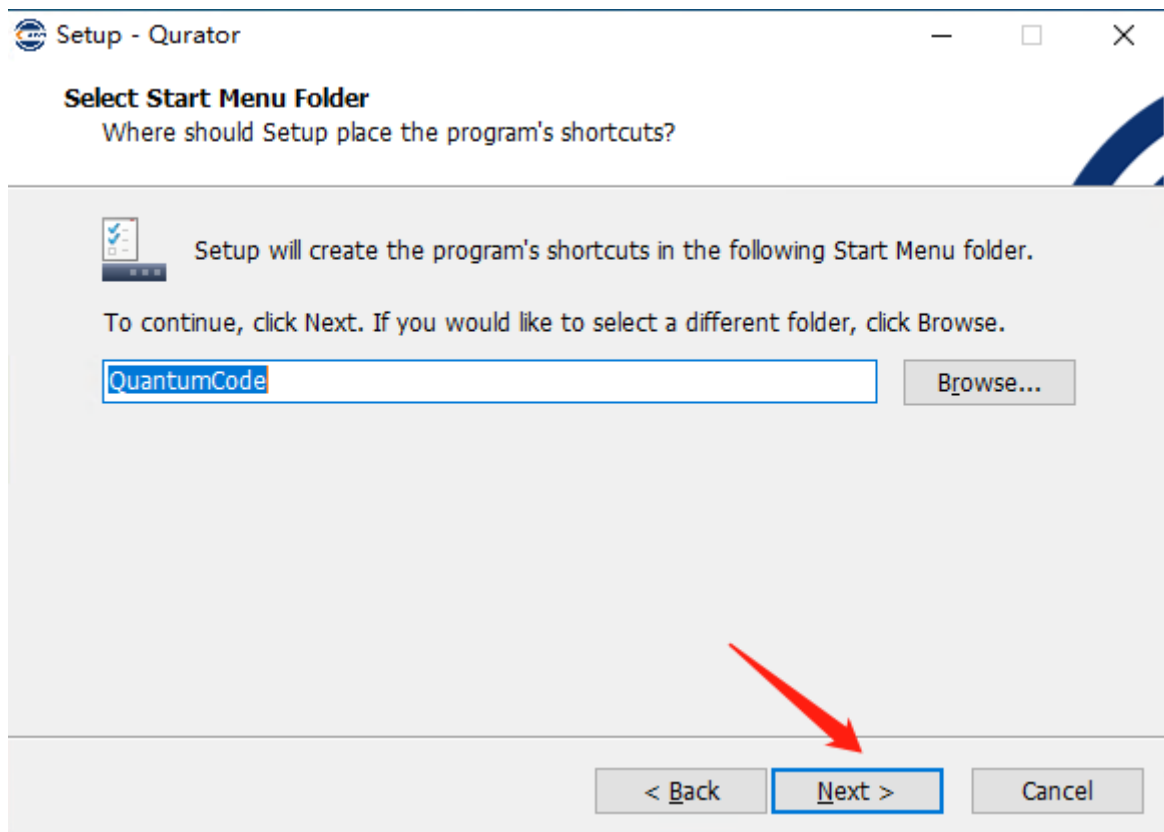 Setup - Qurator
Select Start Menu Folder
Where should Setup place the program's shortcuts?
Setup will create the program's shortcuts in the following Start Menu folder.
To continue, click Next. If you would like to select a different folder, click Browse.
QuantumCode
Browse...
< Back
Next >
Cancel